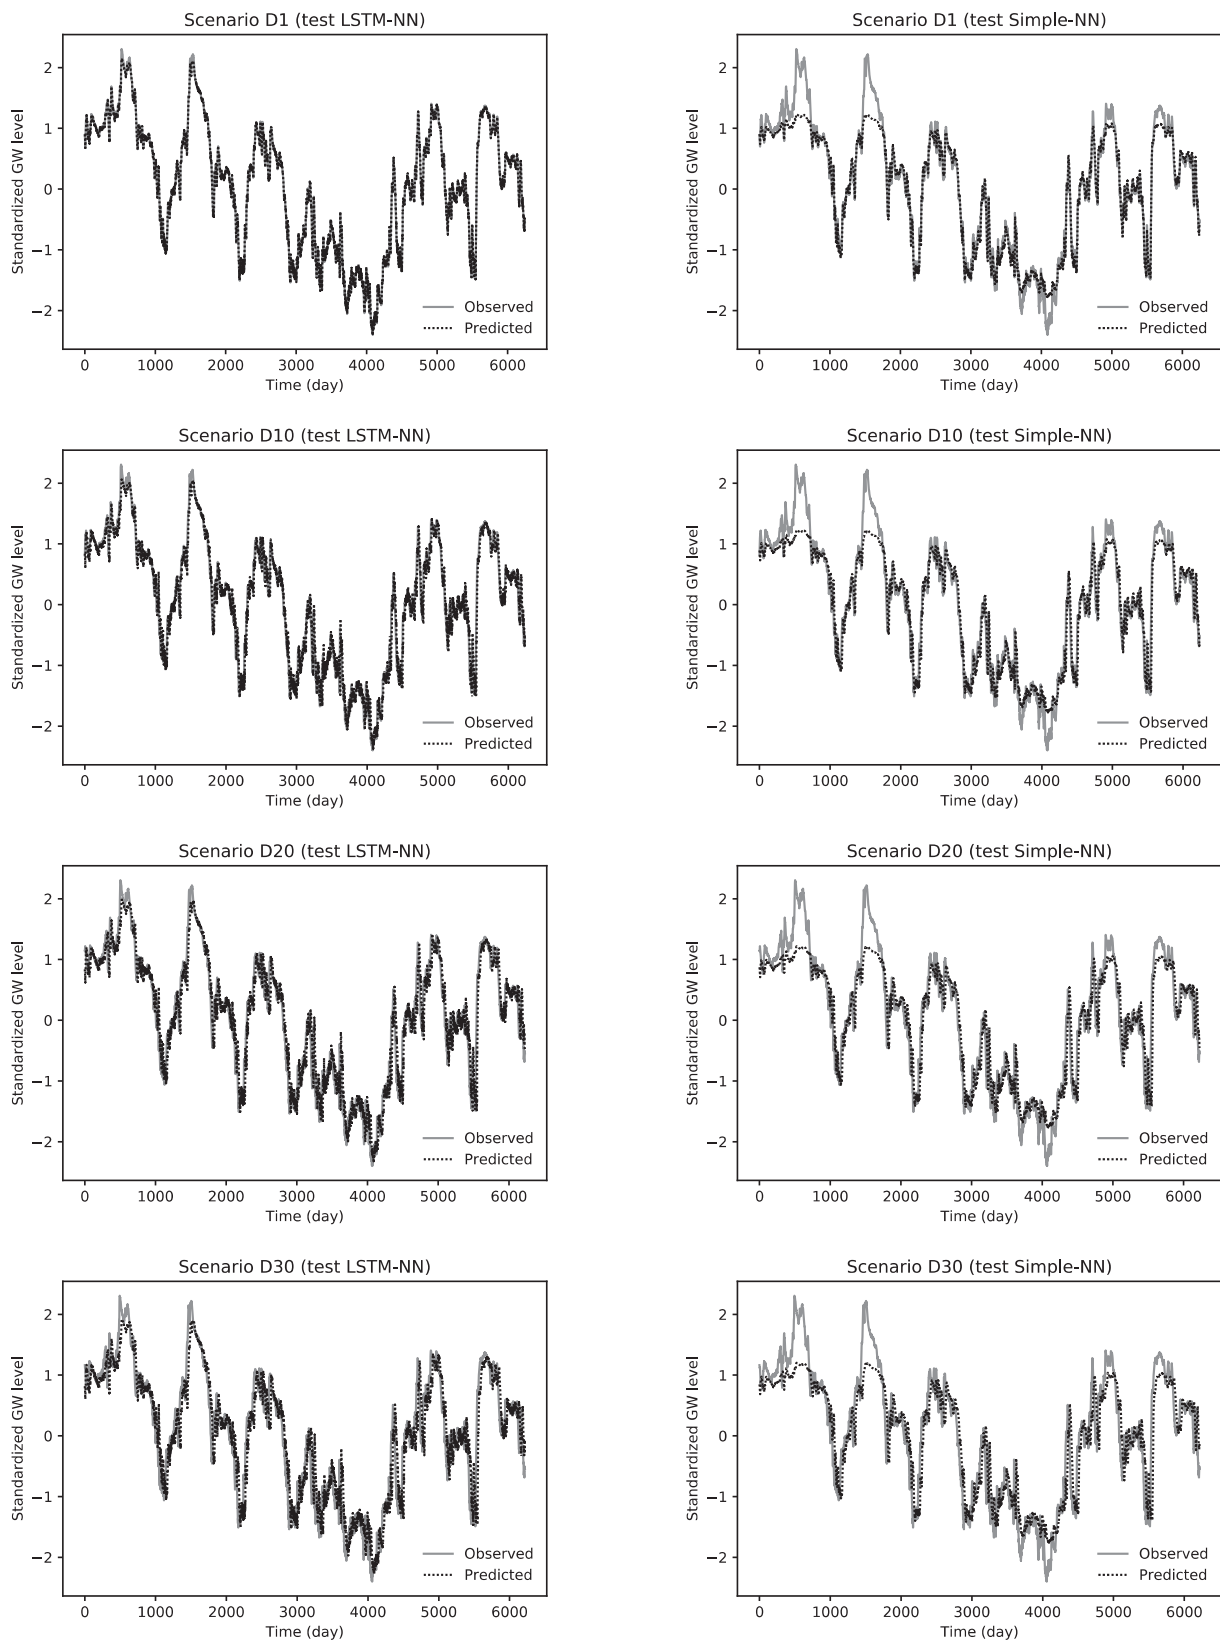 Scenario D1 (test LSTM-NN)
Standardized GW level
2
1
0
−1
−2
Observed
Predicted
0 1000 2000 3000 4000 5000 6000
Time (day)
Scenario D1 (test Simple-NN)
Standardized GW level
2
1
0
−1
−2
Observed
Predicted
0 1000 2000 3000 4000 5000 6000
Time (day)
Scenario D10 (test LSTM-NN)
Standardized GW level
2
1
0
−1
−2
Observed
Predicted
0 1000 2000 3000 4000 5000 6000
Time (day)
Scenario D10 (test Simple-NN)
Standardized GW level
2
1
0
−1
−2
Observed
Predicted
0 1000 2000 3000 4000 5000 6000
Time (day)
Scenario D20 (test LSTM-NN)
Standardized GW level
2
1
0
−1
−2
Observed
Predicted
0 1000 2000 3000 4000 5000 6000
Time (day)
Scenario D20 (test Simple-NN)
Standardized GW level
2
1
0
−1
−2
Observed
Predicted
0 1000 2000 3000 4000 5000 6000
Time (day)
Scenario D30 (test LSTM-NN)
Standardized GW level
2
1
0
−1
−2
Observed
Predicted
0 1000 2000 3000 4000 5000 6000
Time (day)
Scenario D30 (test Simple-NN)
Standardized GW level
2
1
0
−1
−2
Observed
Predicted
0 1000 2000 3000 4000 5000 6000
Time (day)